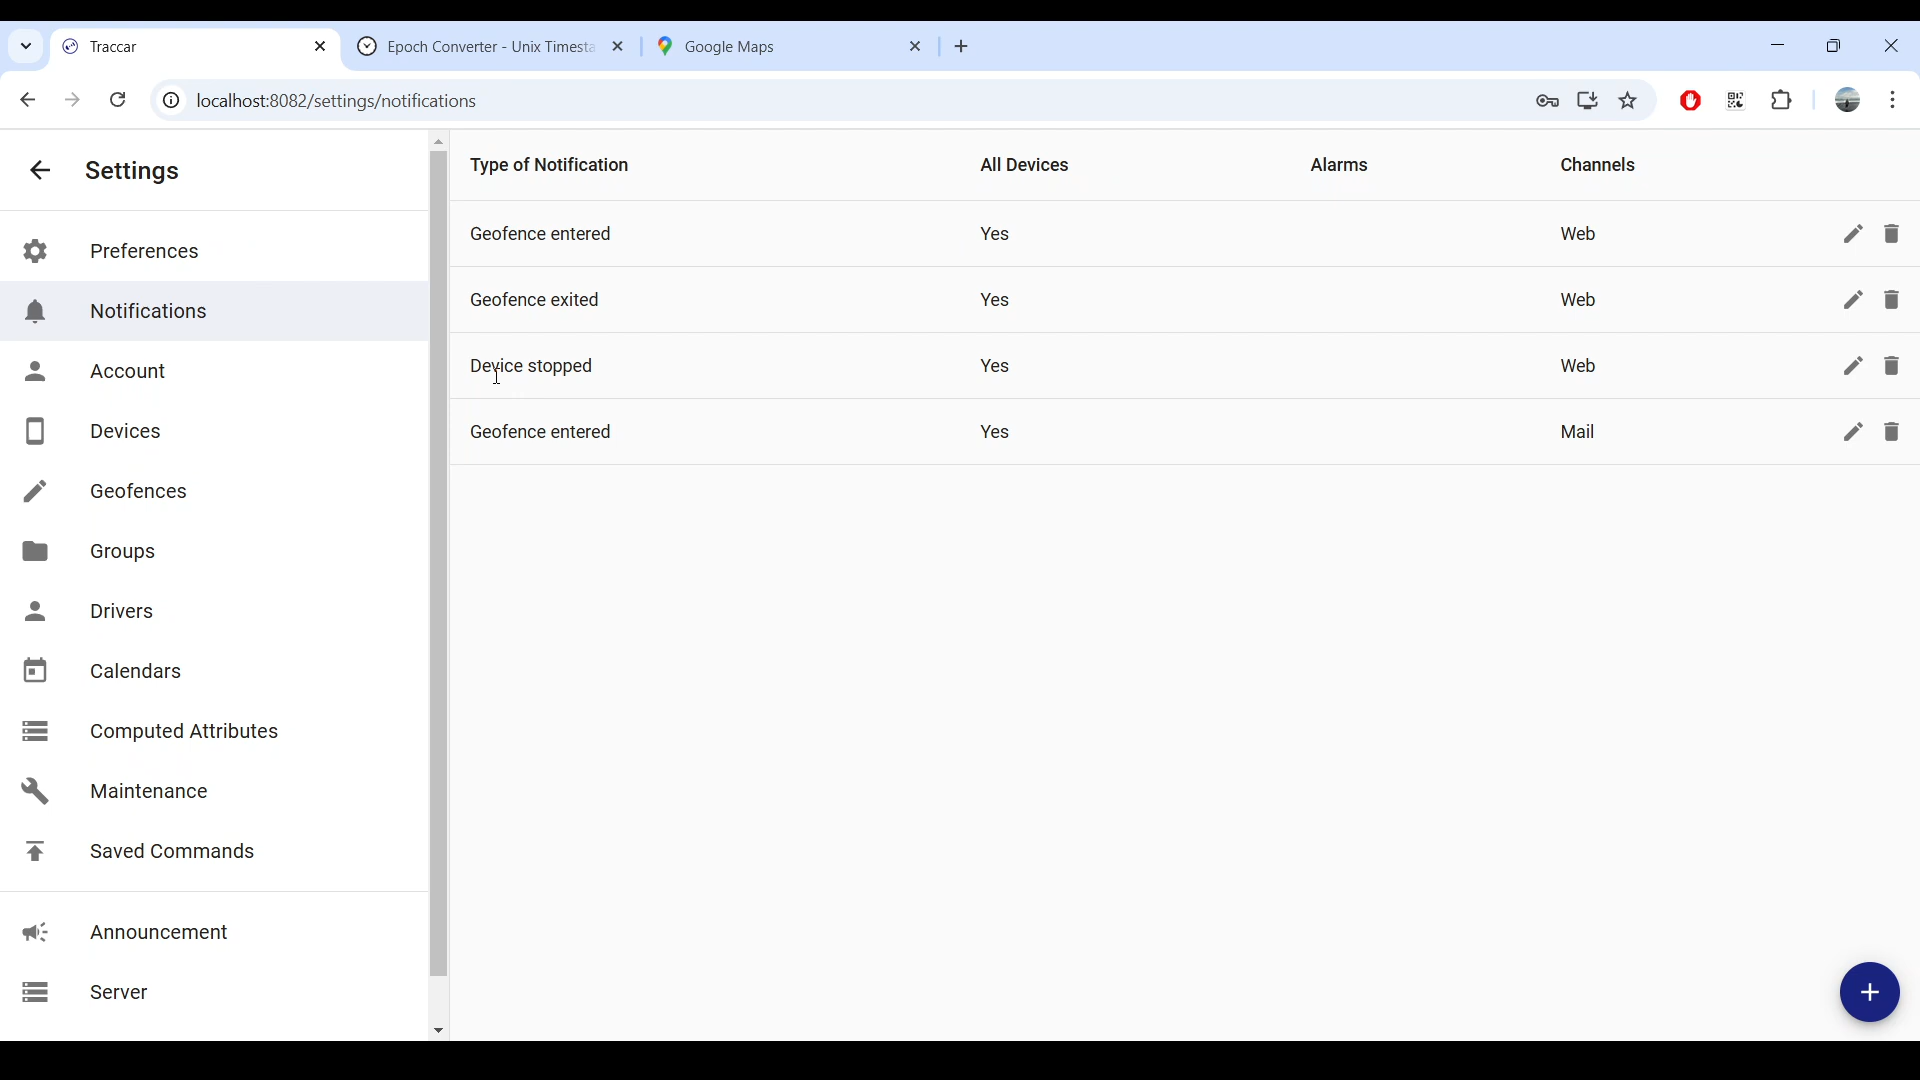 Traccar
Epoch Converter - Unix Timesta
Google Maps
localhost:8082/settings/notifications
Settings
Preferences
Notifications
Account
Devices
Geofences
Groups
Drivers
Calendars
Computed Attributes
Maintenance
Saved Commands
Announcement
Server
Type of Notification All Devices Alarms Channels
Geofence entered Yes Web
Geofence exited Yes Web
Device stopped Yes Web
Geofence entered Yes Mail